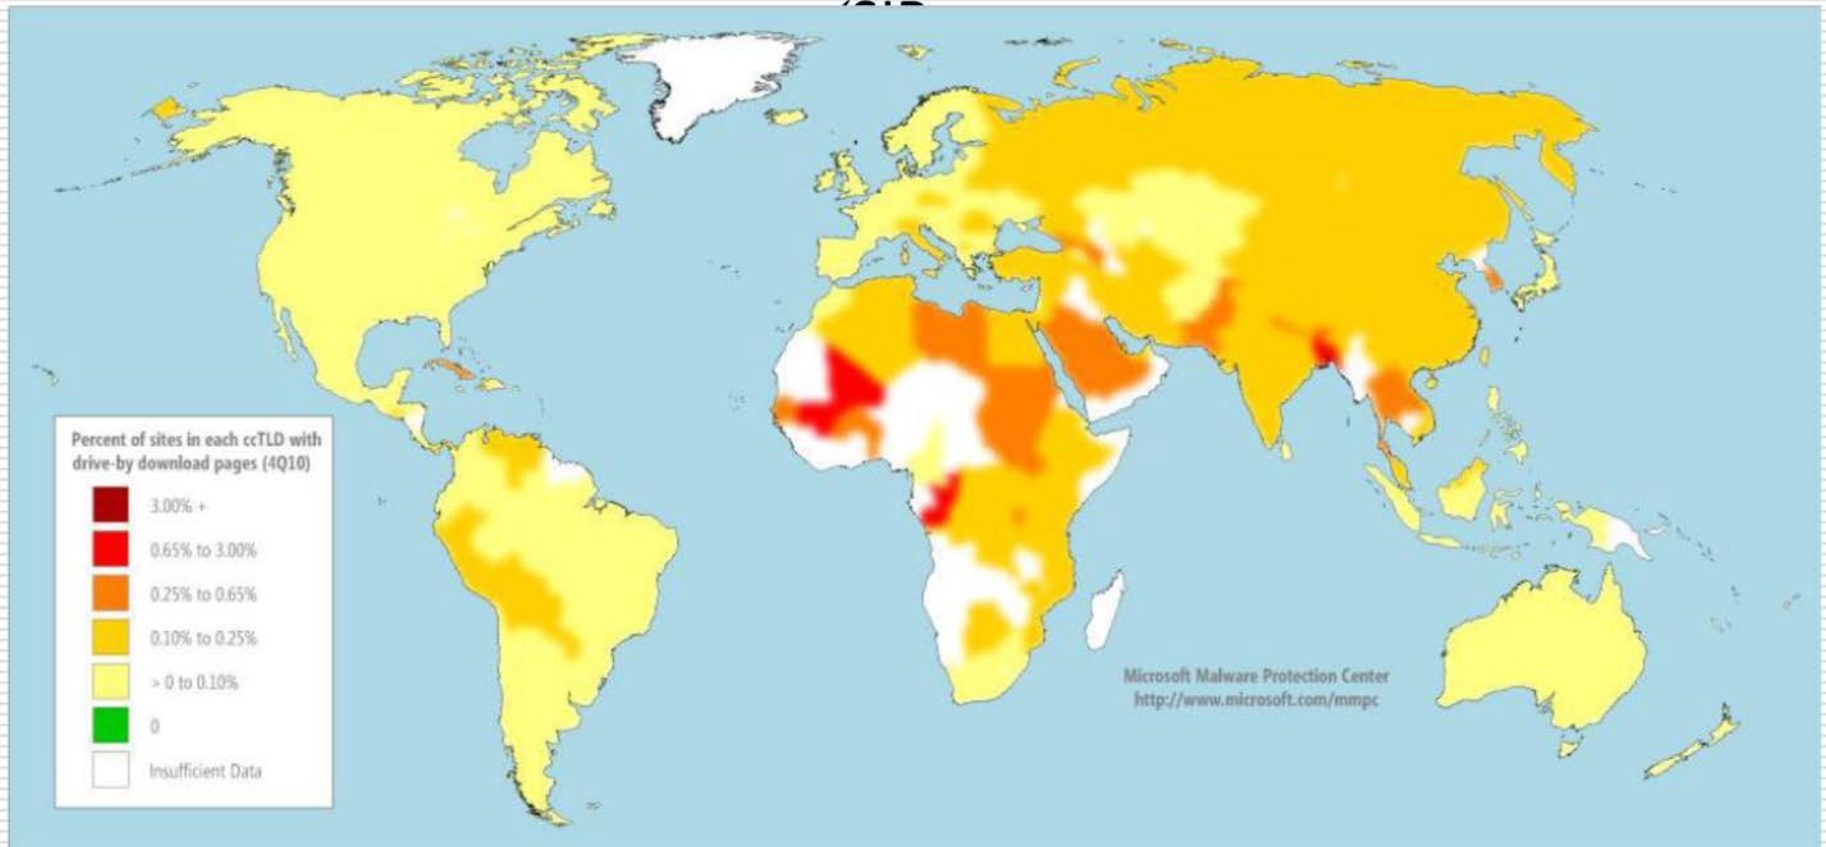 Percent of sites in each ccTLD with
drive-by download pages (4Q10)
3.00% +
0.65% to 3.00%
0.25% to 0.65%
0.10% to 0.25%
> 0 to 0.10%
0
Insufficient Data
Microsoft Malware Protection Center
http://www.microsoft.com/mmpc